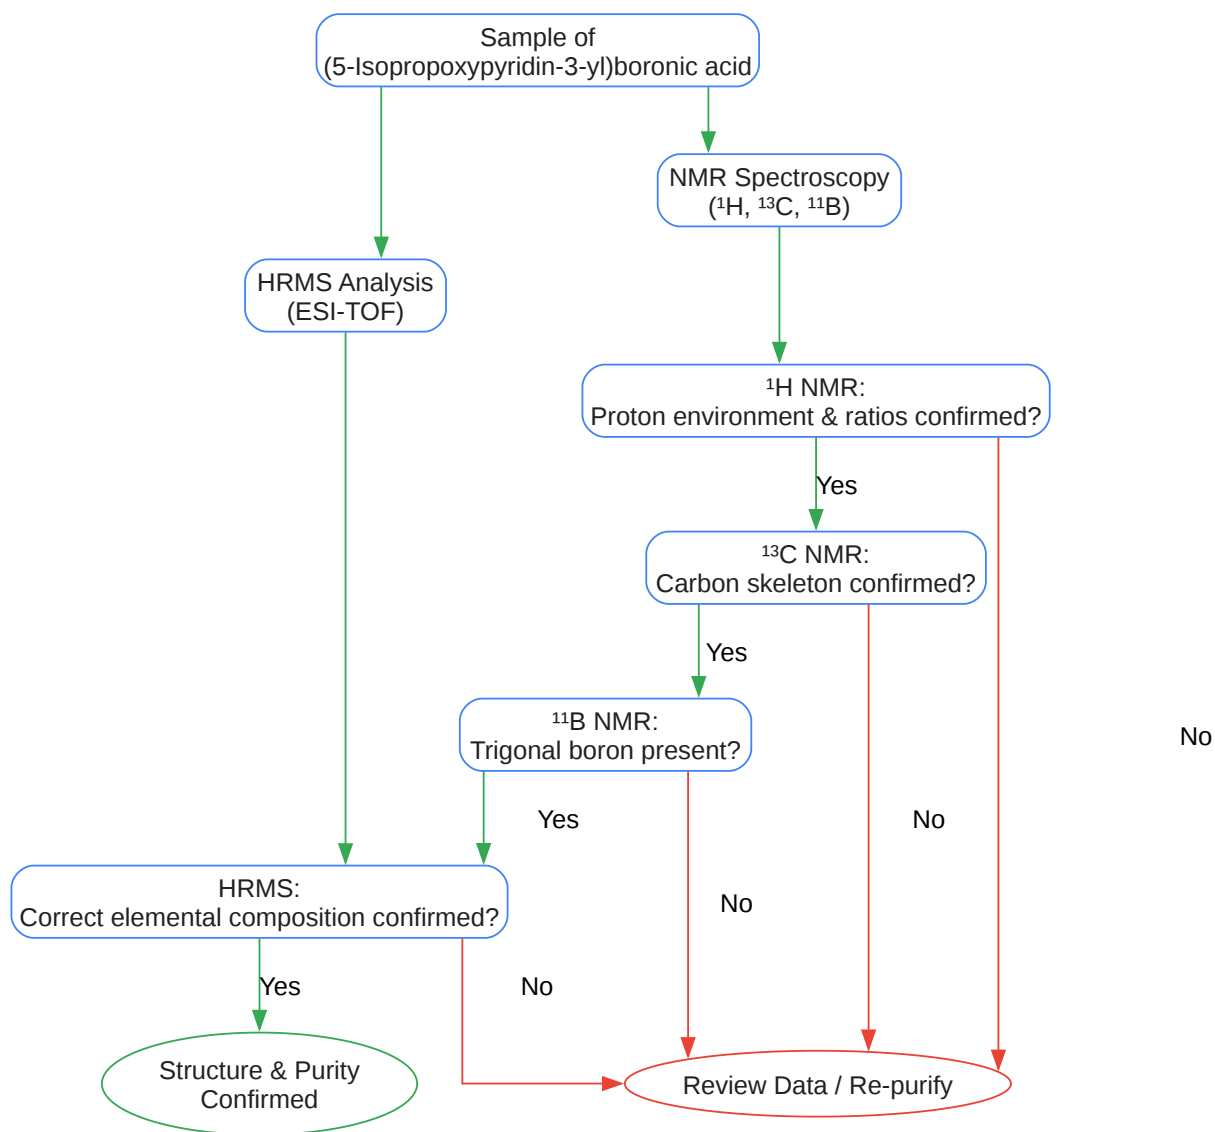 Sample of
(5-Isopropoxypyridin-3-yl)boronic acid
NMR Spectroscopy
(¹H, ¹³C, ¹¹B)
HRMS Analysis
(ESI-TOF)
¹H NMR:
Proton environment & ratios confirmed?
Yes
¹³C NMR:
Carbon skeleton confirmed?
Yes
¹¹B NMR:
Trigonal boron present?
No
Yes
No
HRMS:
Correct elemental composition confirmed?
No
Yes
No
Structure & Purity
Confirmed
Review Data / Re-purify